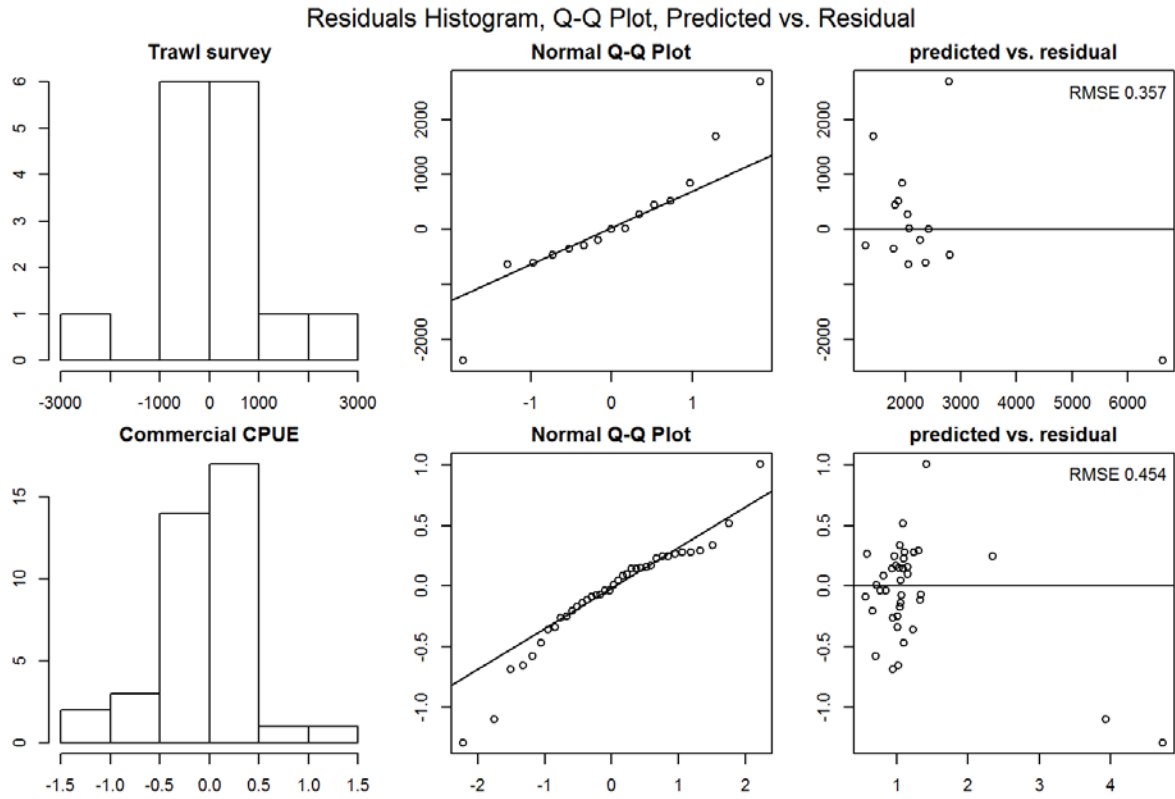 Residuals Histogram, Q-Q Plot, Predicted vs. Residual
Trawl survey
Normal Q-Q Plot
predicted vs. residual
6
5
4
3
2
1
0
-3000 -1000 0 1000 3000
2000
1000
0
-2000
-1 0 1
RMSE 0.357
2000
1000
0
-2000
2000 3000 4000 5000 6000
Commercial CPUE
Normal Q-Q Plot
predicted vs. residual
15
10
5
0
-1.5 -1.0 -0.5 0.0 0.5 1.0 1.5
1.0
0.5
0.0
-0.5
-1.0
-2 -1 0 1 2
RMSE 0.454
1.0
0.5
0.0
-0.5
-1.0
1 2 3 4